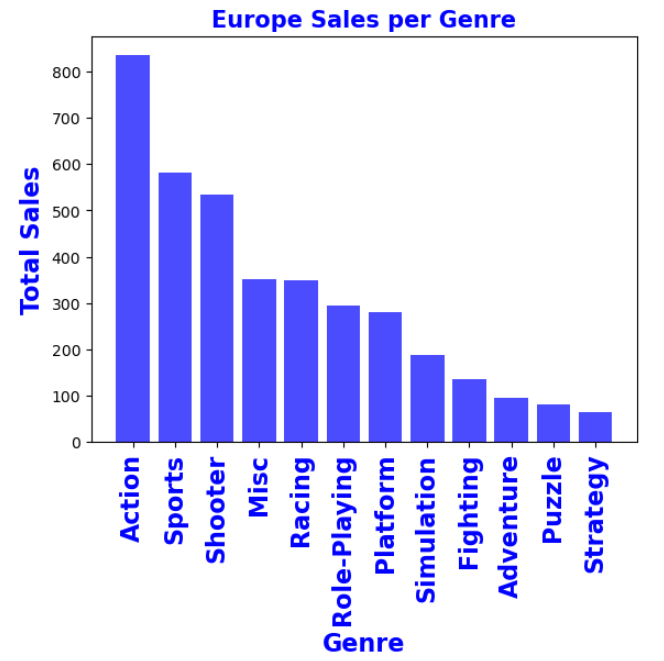 Europe Sales per Genre
Total Sales
800
700
600
500
400
300
200
100
0
Action
Sports
Shooter
Misc
Racing
Role-Playing
Platform
Simulation
Fighting
Adventure
Puzzle
Strategy
Genre